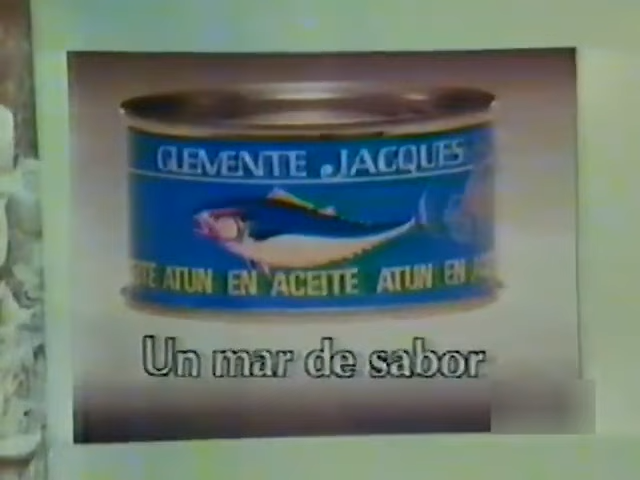 CLEMENTE JACQUES
ATUN EN ACEITE ATUN EN
Un mar de sabor